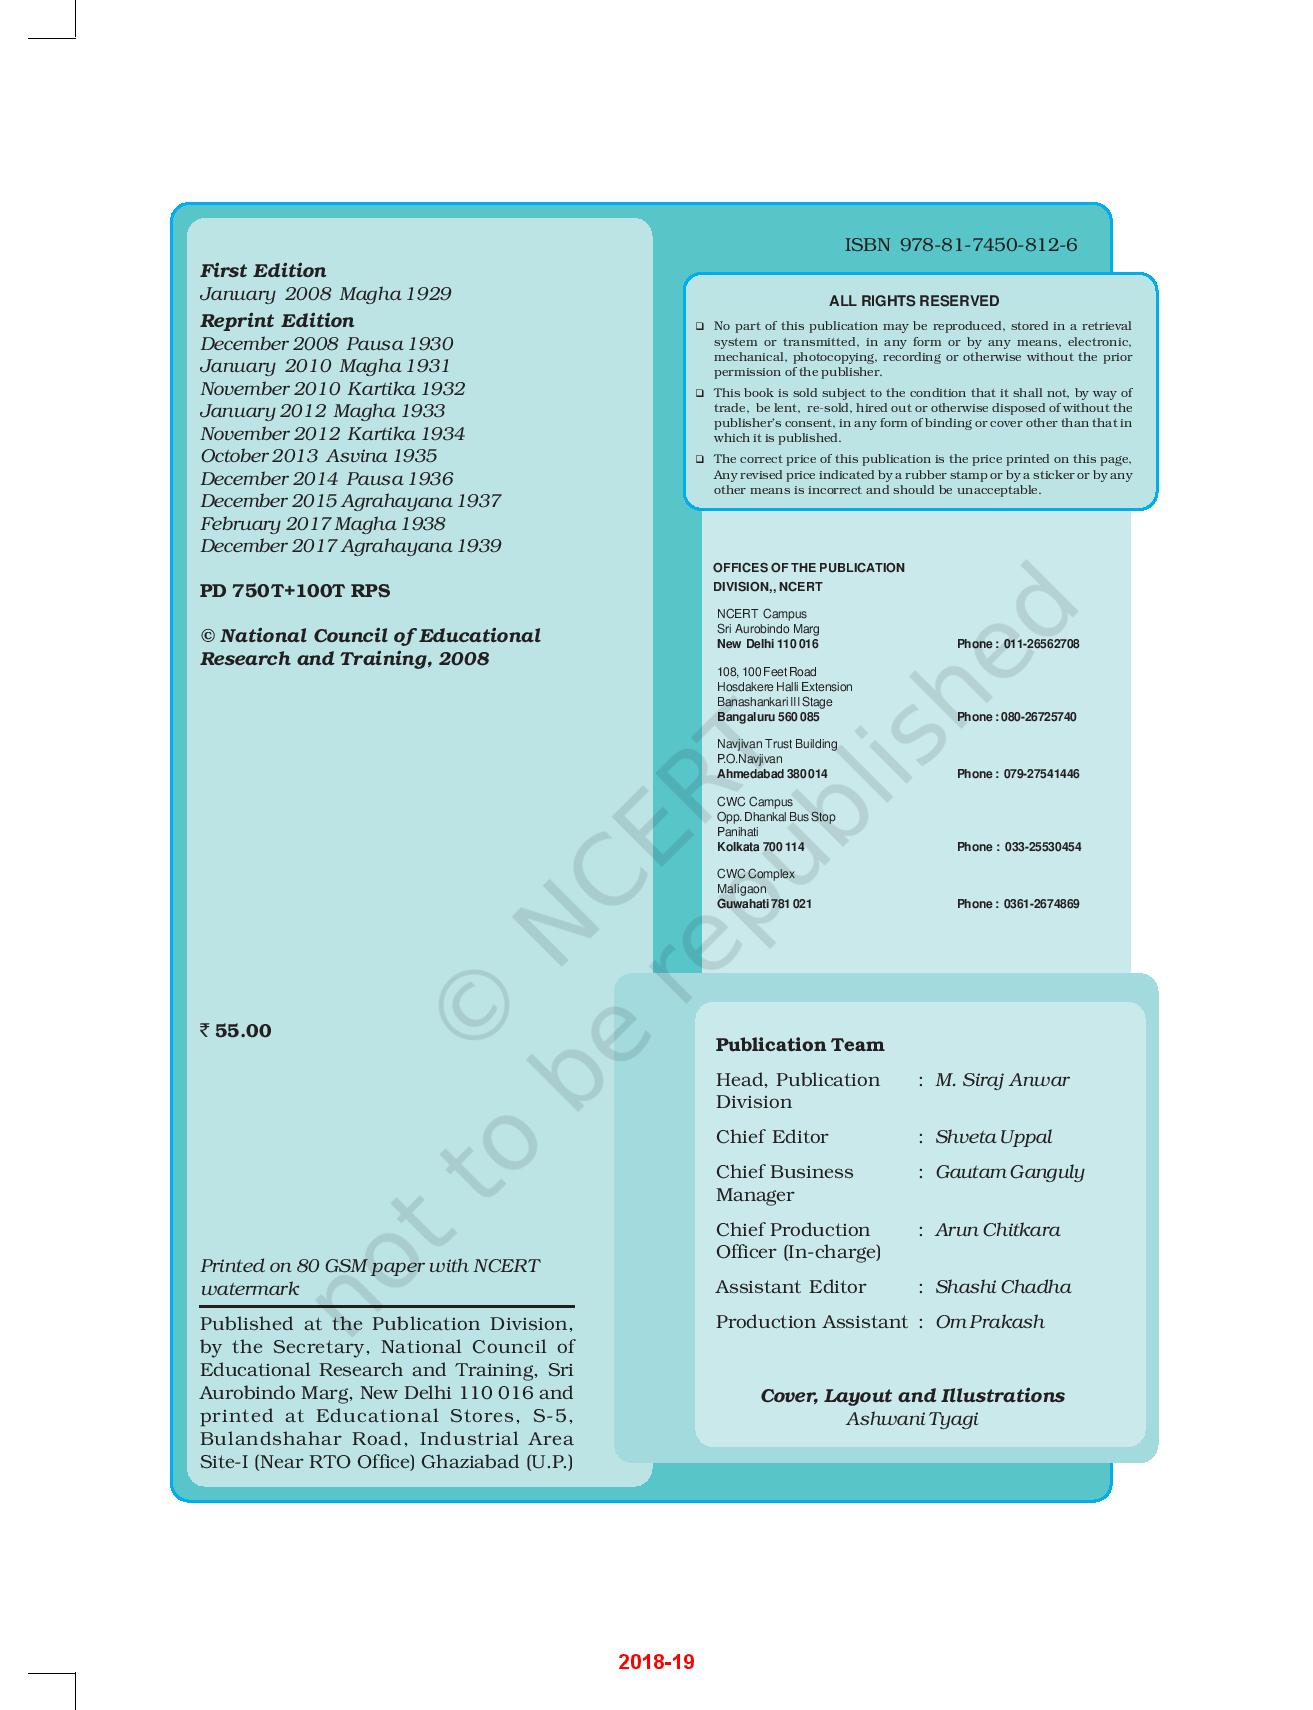 First Edition
January 2008 Magha 1929
Reprint Edition
December 2008 Pausa 1930
January 2010 Magha 1931
November 2010 Kartika 1932
January 2012 Magha 1933
November 2012 Kartika 1934
October 2013 Asvina 1935
December 2014 Pausa 1936
December 2015 Agrahayana 1937
February 2017 Magha 1938
December 2017 Agrahayana 1939
PD 750T+100T RPS
© National Council of Educational
Research and Training, 2008
₹ 55.00
Printed on 80 GSM paper with NCERT
watermark
Published at the Publication Division,
by the Secretary, National Council of
Educational Research and Training, Sri
Aurobindo Marg, New Delhi 110 016 and
printed at Educational Stores, S-5,
Bulandshahar Road, Industrial Area
Site-I (Near RTO Office) Ghaziabad (U.P.)
ISBN 978-81-7450-812-6
ALL RIGHTS RESERVED
❑ No part of this publication may be reproduced, stored in a retrieval
system or transmitted, in any form or by any means, electronic,
mechanical, photocopying, recording or otherwise without the prior
permission of the publisher.
❑ This book is sold subject to the condition that it shall not, by way of
trade, be lent, re-sold, hired out or otherwise disposed of without the
publisher's consent, in any form of binding or cover other than that in
which it is published.
❑ The correct price of this publication is the price printed on this page,
Any revised price indicated by a rubber stamp or by a sticker or by any
other means is incorrect and should be unacceptable.
OFFICES OF THE PUBLICATION
DIVISION,, NCERT
NCERT Campus
Sri Aurobindo Marg
New Delhi 110 016 Phone : 011-26562708
108, 100 Feet Road
Hosdakere Halli Extension
Banashankari III Stage
Bangaluru 560 085 Phone : 080-26725740
Navjivan Trust Building
P.O.Navjivan
Ahmedabad 380 014 Phone : 079-27541446
CWC Campus
Opp. Dhankal Bus Stop
Panihati
Kolkata 700 114 Phone : 033-25530454
CWC Complex
Maligaon
Guwahati 781 021 Phone : 0361-2674869
Publication Team
Head, Publication : M. Siraj Anwar
Division
Chief Editor : Shveta Uppal
Chief Business : Gautam Ganguly
Manager
Chief Production : Arun Chitkara
Officer (In-charge)
Assistant Editor : Shashi Chadha
Production Assistant : Om Prakash
Cover, Layout and Illustrations
Ashwani Tyagi
© NCERT
not to be republished
2018-19